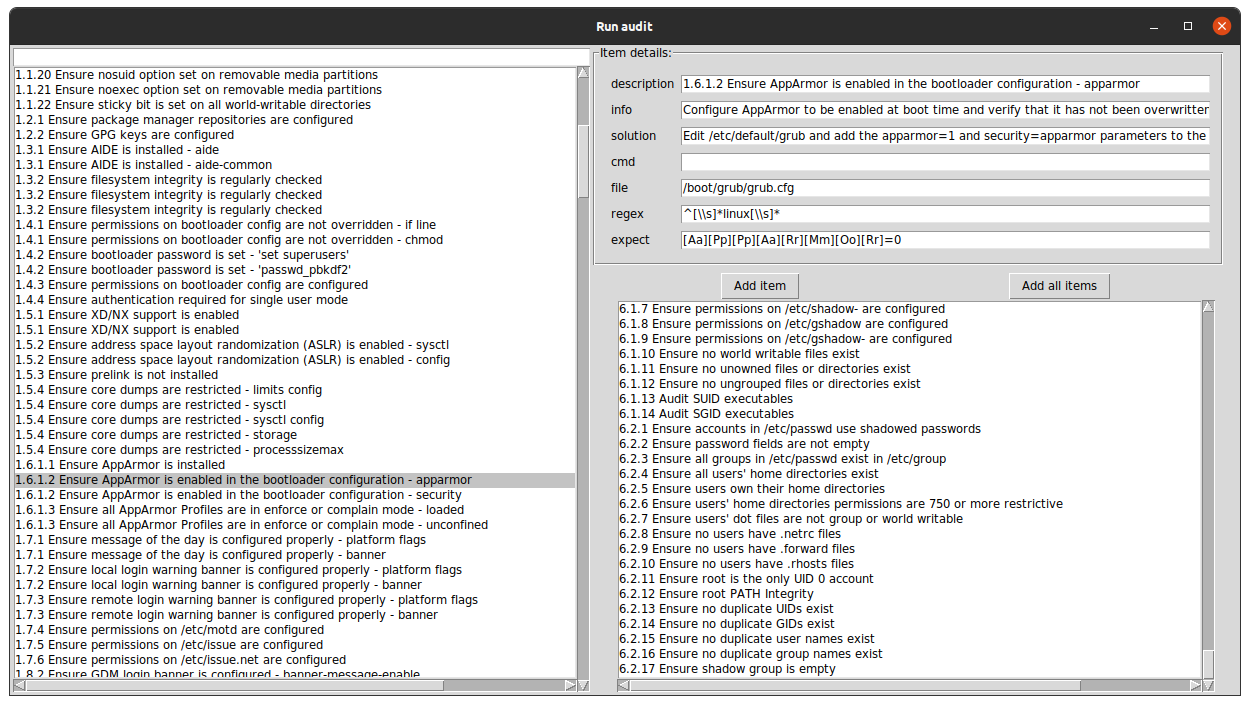 Run audit
1.1.20 Ensure nosuid option set on removable media partitions
1.1.21 Ensure noexec option set on removable media partitions
1.1.22 Ensure sticky bit is set on all world-writable directories
1.2.1 Ensure package manager repositories are configured
1.2.2 Ensure GPG keys are configured
1.3.1 Ensure AIDE is installed - aide
1.3.1 Ensure AIDE is installed - aide-common
1.3.2 Ensure filesystem integrity is regularly checked
1.3.2 Ensure filesystem integrity is regularly checked
1.3.2 Ensure filesystem integrity is regularly checked
1.4.1 Ensure permissions on bootloader config are not overridden - if line
1.4.1 Ensure permissions on bootloader config are not overridden - chmod
1.4.2 Ensure bootloader password is set - 'set superusers'
1.4.2 Ensure bootloader password is set - 'passwd_pbkdf2'
1.4.3 Ensure permissions on bootloader config are configured
1.4.4 Ensure authentication required for single user mode
1.5.1 Ensure XD/NX support is enabled
1.5.1 Ensure XD/NX support is enabled
1.5.2 Ensure address space layout randomization (ASLR) is enabled - sysctl
1.5.2 Ensure address space layout randomization (ASLR) is enabled - config
1.5.3 Ensure prelink is not installed
1.5.4 Ensure core dumps are restricted - limits config
1.5.4 Ensure core dumps are restricted - sysctl
1.5.4 Ensure core dumps are restricted - sysctl config
1.5.4 Ensure core dumps are restricted - storage
1.5.4 Ensure core dumps are restricted - processsizemax
1.6.1.1 Ensure AppArmor is installed
1.6.1.2 Ensure AppArmor is enabled in the bootloader configuration - apparmor
1.6.1.2 Ensure AppArmor is enabled in the bootloader configuration - security
1.6.1.3 Ensure all AppArmor Profiles are in enforce or complain mode - loaded
1.6.1.3 Ensure all AppArmor Profiles are in enforce or complain mode - unconfined
1.7.1 Ensure message of the day is configured properly - platform flags
1.7.1 Ensure message of the day is configured properly - banner
1.7.2 Ensure local login warning banner is configured properly - platform flags
1.7.2 Ensure local login warning banner is configured properly - banner
1.7.3 Ensure remote login warning banner is configured properly - platform flags
1.7.3 Ensure remote login warning banner is configured properly - banner
1.7.4 Ensure permissions on /etc/motd are configured
1.7.5 Ensure permissions on /etc/issue are configured
1.7.6 Ensure permissions on /etc/issue.net are configured
1.8.2 Ensure GDM login banner is configured - banner-message-enable
Item details:
description 1.6.1.2 Ensure AppArmor is enabled in the bootloader configuration - apparmor
info Configure AppArmor to be enabled at boot time and verify that it has not been overwritten
solution Edit /etc/default/grub and add the apparmor=1 and security=apparmor parameters to the
cmd
file /boot/grub/grub.cfg
regex ^[\\s]*linux[\\s]*
expect [Aa][Pp][Pp][Aa][Rr][Mm][Oo][Rr]=0
Add item Add all items
6.1.7 Ensure permissions on /etc/shadow- are configured
6.1.8 Ensure permissions on /etc/gshadow are configured
6.1.9 Ensure permissions on /etc/gshadow- are configured
6.1.10 Ensure no world writable files exist
6.1.11 Ensure no unowned files or directories exist
6.1.12 Ensure no ungrouped files or directories exist
6.1.13 Audit SUID executables
6.1.14 Audit SGID executables
6.2.1 Ensure accounts in /etc/passwd use shadowed passwords
6.2.2 Ensure password fields are not empty
6.2.3 Ensure all groups in /etc/passwd exist in /etc/group
6.2.4 Ensure all users' home directories exist
6.2.5 Ensure users own their home directories
6.2.6 Ensure users' home directories permissions are 750 or more restrictive
6.2.7 Ensure users' dot files are not group or world writable
6.2.8 Ensure no users have .netrc files
6.2.9 Ensure no users have .forward files
6.2.10 Ensure no users have .rhosts files
6.2.11 Ensure root is the only UID 0 account
6.2.12 Ensure root PATH Integrity
6.2.13 Ensure no duplicate UIDs exist
6.2.14 Ensure no duplicate GIDs exist
6.2.15 Ensure no duplicate user names exist
6.2.16 Ensure no duplicate group names exist
6.2.17 Ensure shadow group is empty